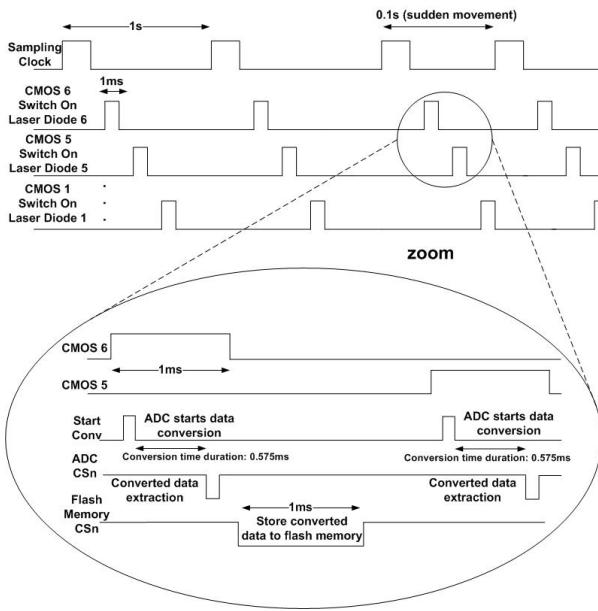 1s
0.1s (sudden movement)
Sampling
Clock
1ms
CMOS 6
Switch On
Laser Diode 6
CMOS 5
Switch On
Laser Diode 5
CMOS 1
Switch On
Laser Diode 1
zoom
CMOS 6
1ms
CMOS 5
Start
Conv
ADC starts data
conversion
ADC starts data
conversion
Conversion time duration: 0.575ms
Conversion time duration: 0.575ms
ADC
CSn
Converted data
extraction
Converted data
extraction
Flash
Memory
CSn
1ms
Store converted
data to flash memory